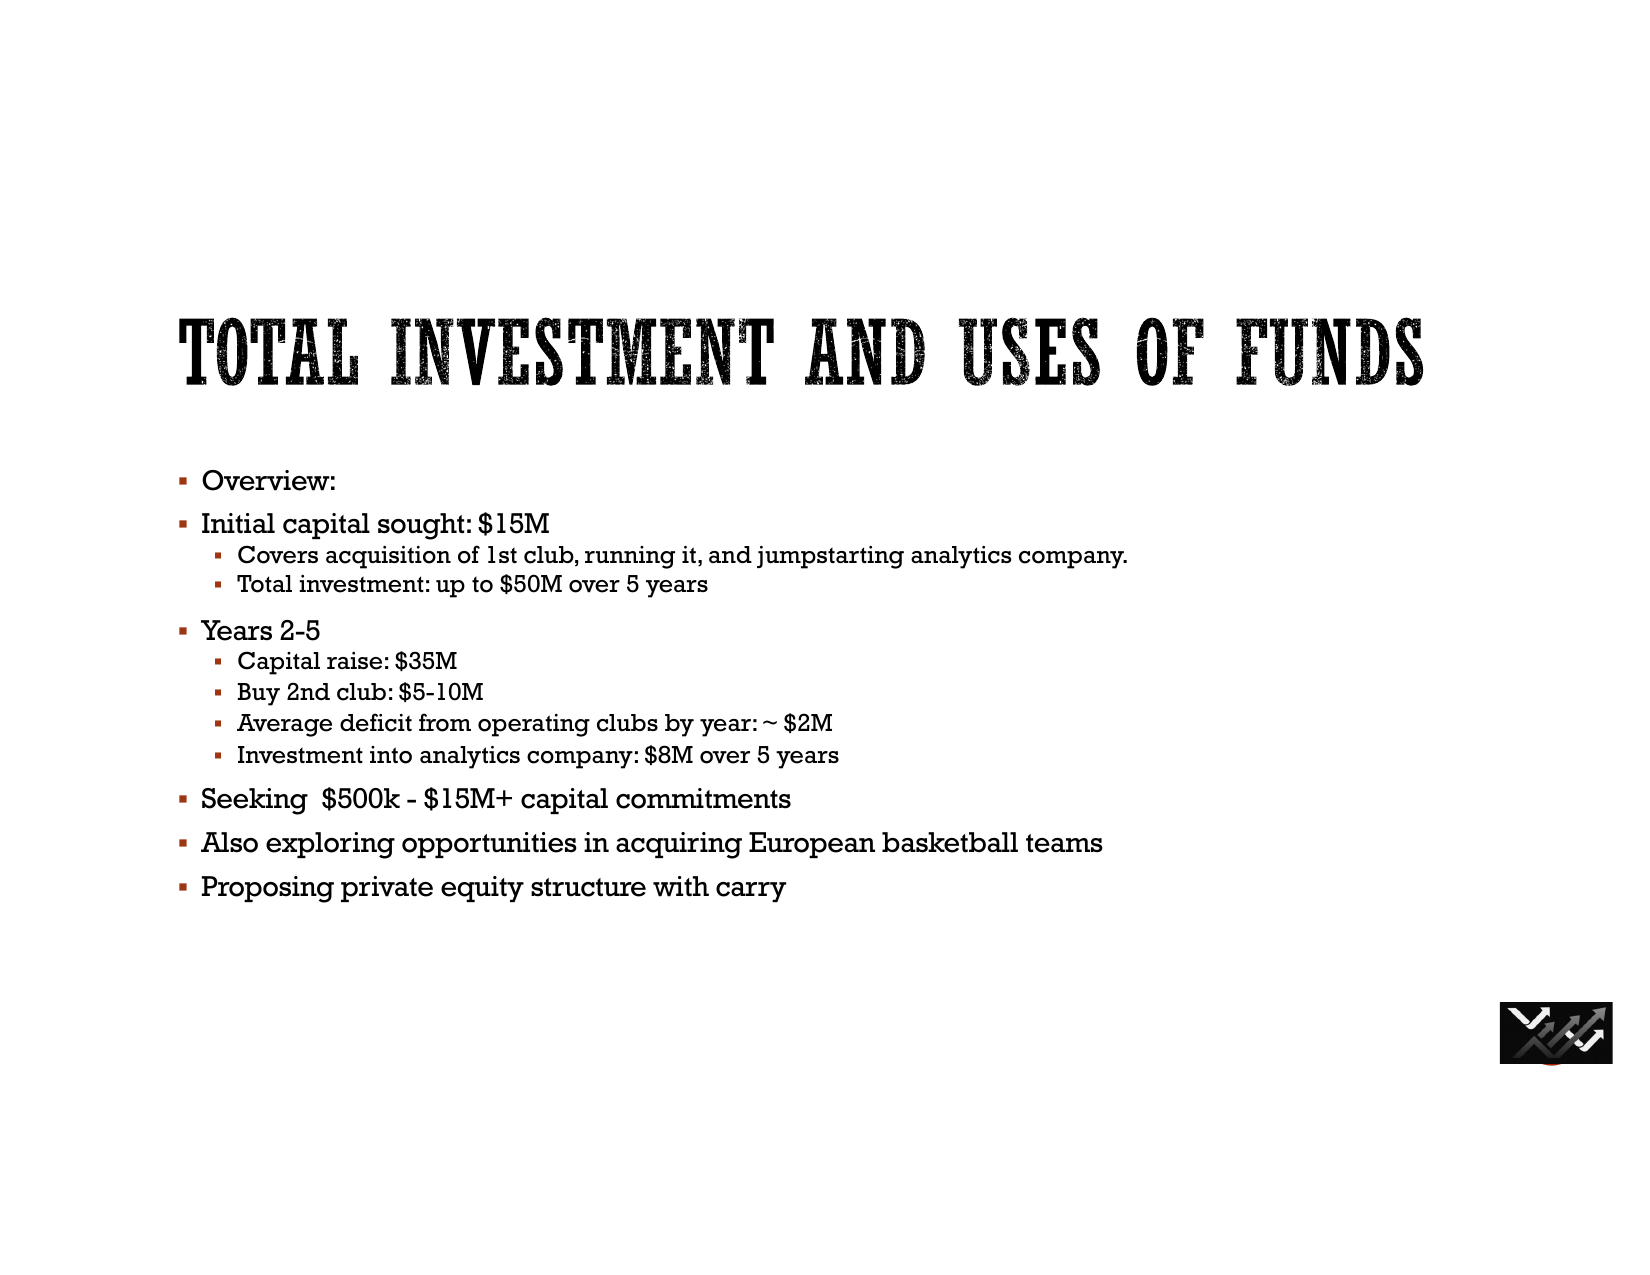 TOTAL INVESTMENT AND USES OF FUNDS
Overview:
Initial capital sought: $15M
Covers acquisition of 1st club, running it, and jumpstarting analytics company.
Total investment: up to $50M over 5 years
Years 2-5
Capital raise: $35M
Buy 2nd club: $5-10M
Average deficit from operating clubs by year: ~ $2M
Investment into analytics company: $8M over 5 years
Seeking  $500k - $15M+ capital commitments
Also exploring opportunities in acquiring European basketball teams
Proposing private equity structure with carry